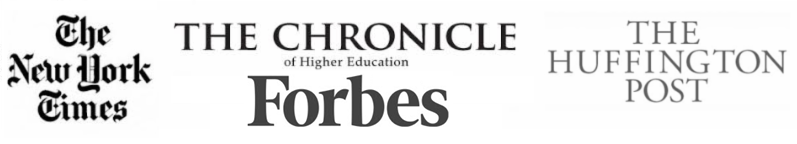 The
New York
Times
THE CHRONICLE
of Higher Education
Forbes
THE
HUFFINGTON
POST